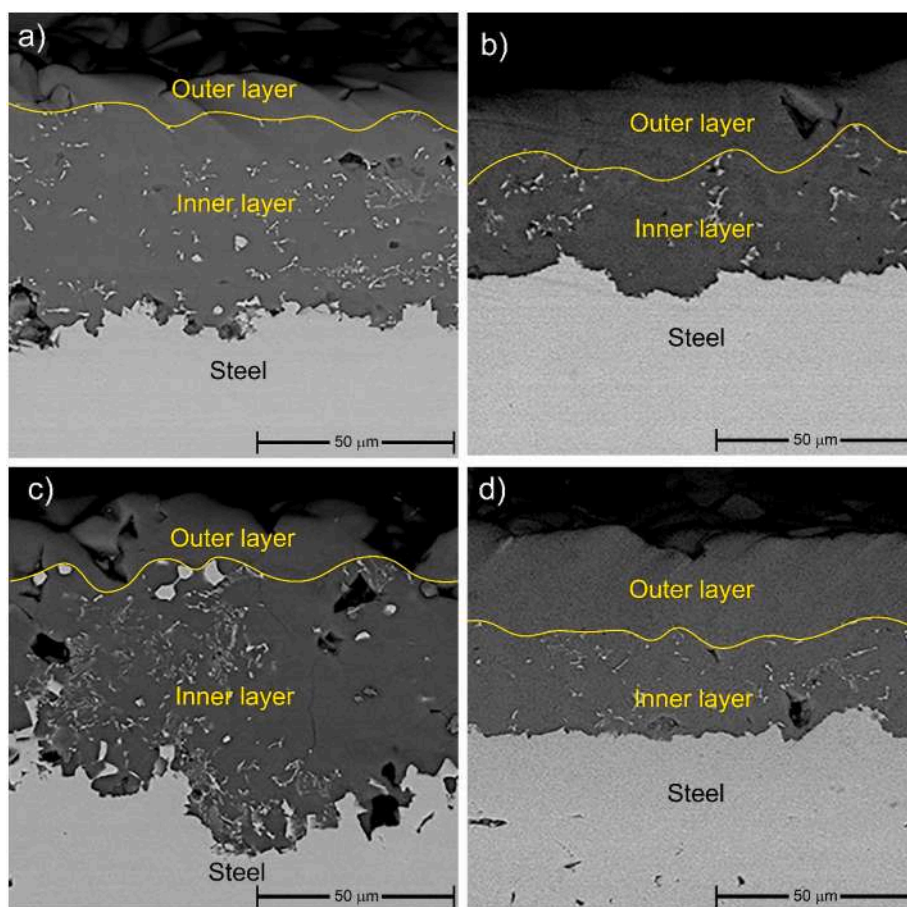 a)
Outer layer
Inner layer
Steel
50 μm
b)
Outer layer
Inner layer
Steel
50 μm
c)
Outer layer
Inner layer
Steel
50 μm
d)
Outer layer
Inner layer
Steel
50 μm